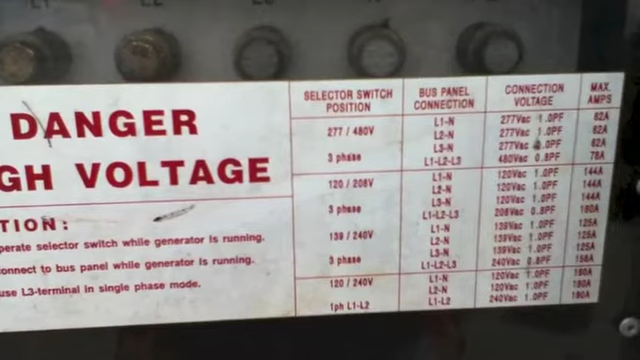 L2
DANGER
GH VOLTAGE
TION:
perate selector switch while generator is running.
connect to bus panel while generator is running.
use L3-terminal in single phase mode.
SELECTOR SWITCH POSITION BUS PANEL CONNECTION CONNECTION VOLTAGE MAX. AMPS
277 / 480V L1-N 277Vac 1.0PF 62A
L2-N 277Vac 1.0PF 62A
L3-N 277Vac 1.0PF 62A
3 phase L1-L2-L3 480Vac 0.8PF 78A
120 / 208V L1-N 120Vac 1.0PF 144A
L2-N 120Vac 1.0PF 144A
3 phase L3-N 120Vac 1.0PF 144A
L1-L2-L3 208Vac 0.8PF 180A
139 / 240V L1-N 139Vac 1.0PF 125A
L2-N 139Vac 1.0PF 125A
L3-N 139Vac 1.0PF 125A
3 phase L1-L2-L3 240Vac 0.8PF 156A
120 / 240V L1-N 120Vac 1.0PF 180A
L2-N 120Vac 1.0PF 180A
1ph L1-L2 L1-L2 240Vac 1.0PF 180A